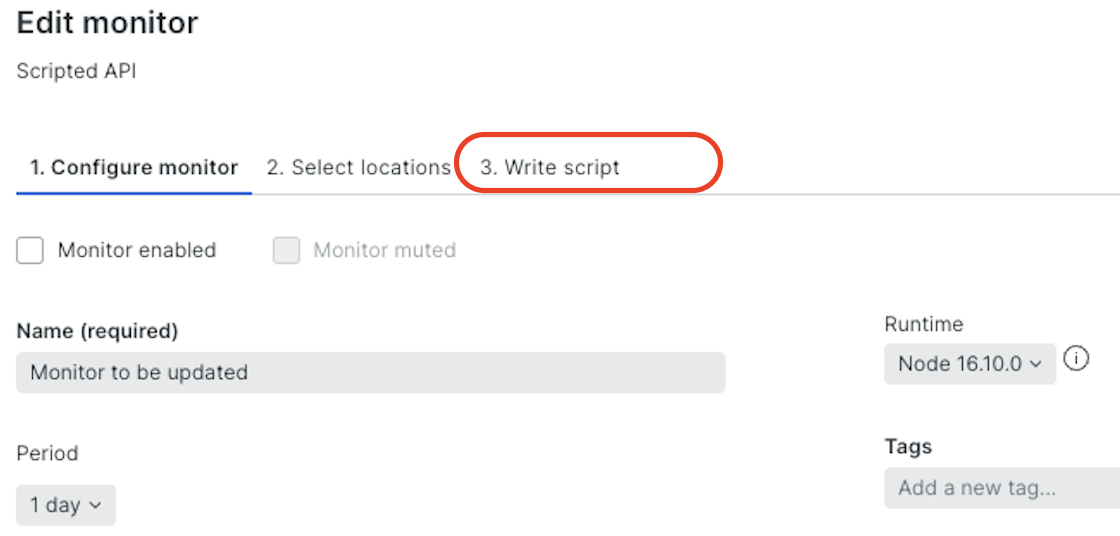 Edit monitor
Scripted API
1. Configure monitor 2. Select locations 3. Write script
Monitor enabled Monitor muted
Name (required)
Monitor to be updated
Runtime
Node 16.10.0
Period
1 day
Tags
Add a new tag...